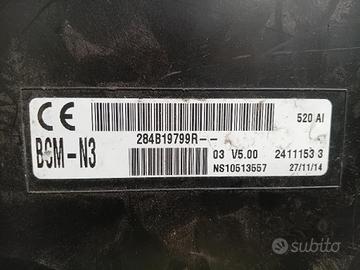 CE
520 AI
284B19799R--
BCM-N3
03 V5.00 2411153 3
NS10513557 27/11/14
subito